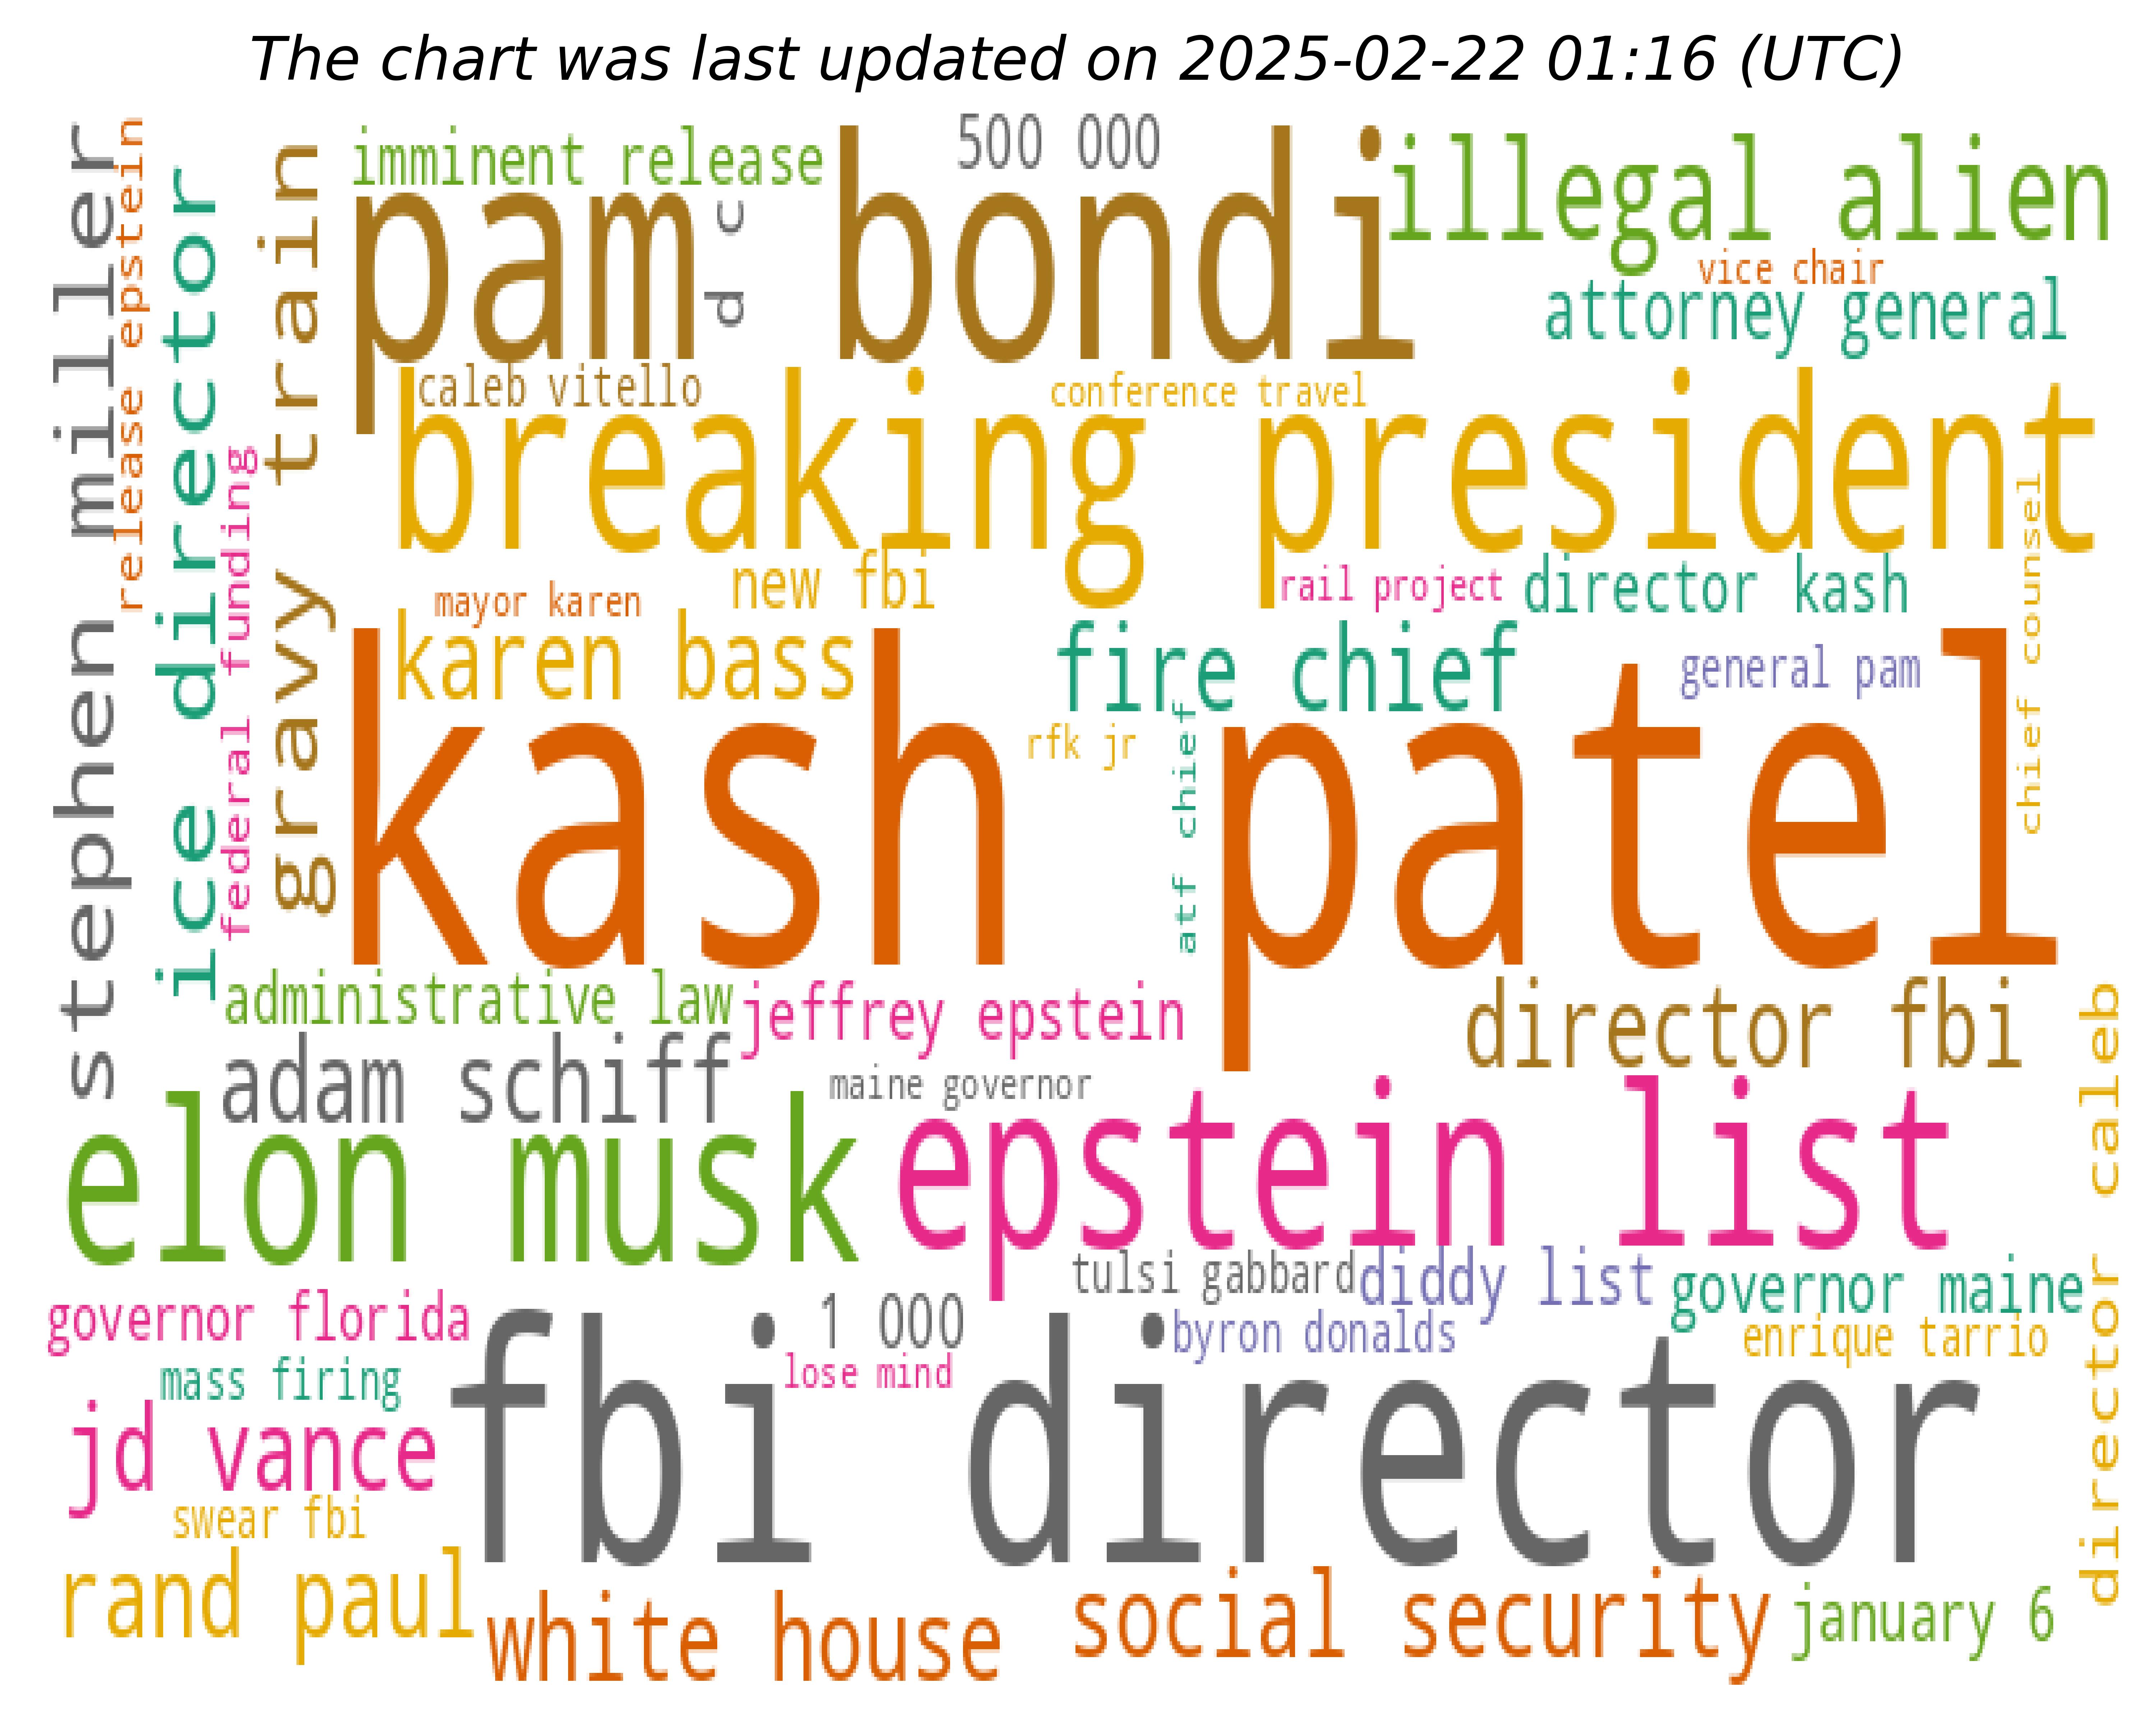 The chart was last updated on 2025-02-22 01:16 (UTC)
stephen miller
release epstein
ice director
federal funding
gravy train
imminent release
500 000
pam bondi
d c
illegal alien
vice chair
attorney general
caleb vitello
conference travel
breaking president
chief counsel
new fbi
mayor karen
rail project
director kash
karen bass
fire chief
general pam
rfk jr
atf chief
kash patel
administrative law
jeffrey epstein
director fbi
director caleb
adam schiff
maine governor
elon musk
epstein list
tulsi gabbard
diddy list
governor maine
governor florida
1 000
byron donalds
enrique tarrio
mass firing
lose mind
fbi director
jd vance
swear fbi
rand paul
white house
social security
january 6